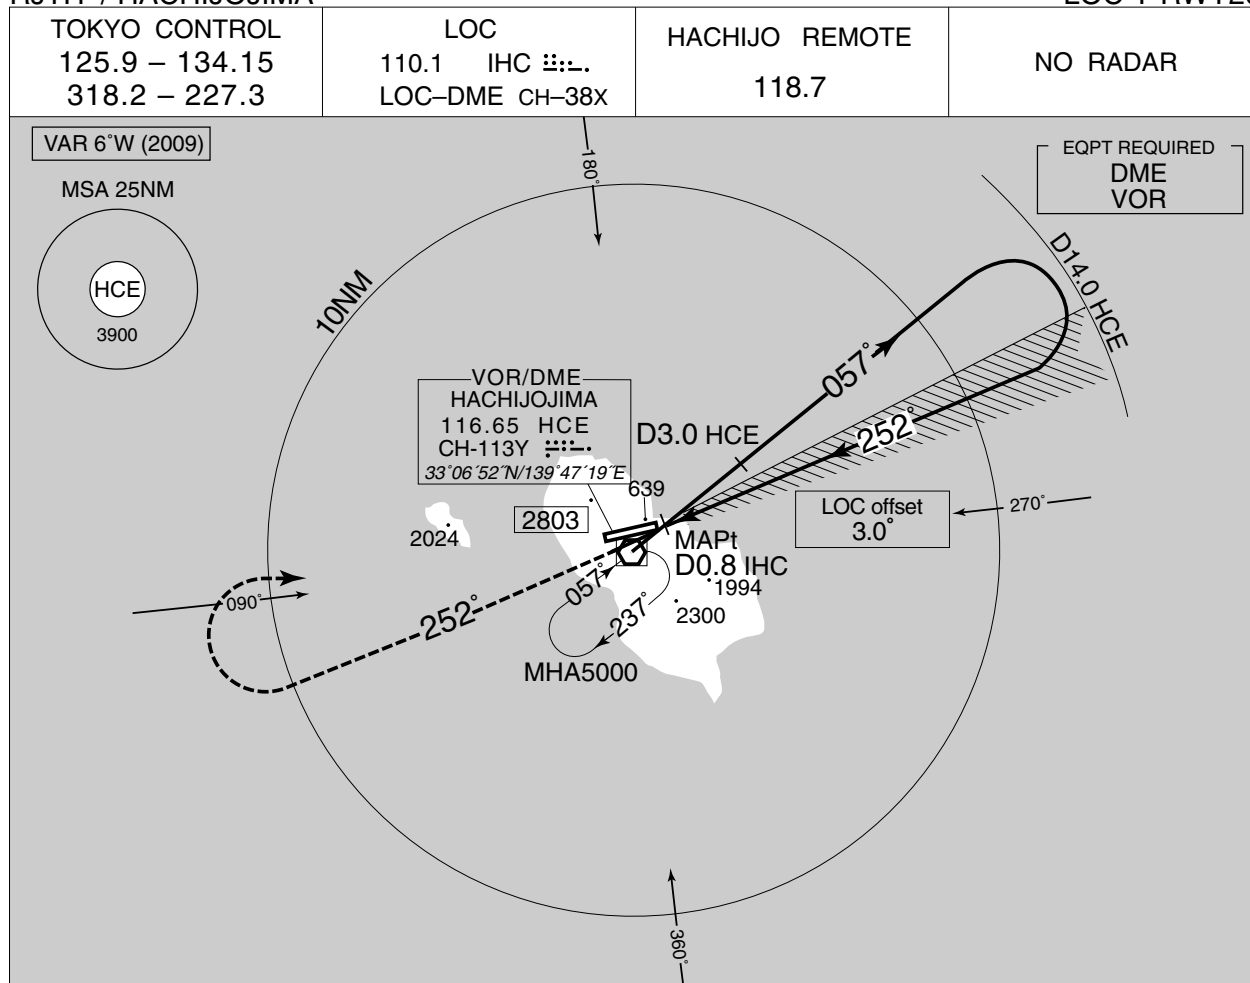 TOKYO CONTROL
125.9 – 134.15
318.2 – 227.3
LOC
110.1 IHC
LOC–DME CH–38X
HACHIJO REMOTE
118.7
NO RADAR
VAR 6˚W (2009)
MSA 25NM
HCE
3900
EQPT REQUIRED
DME
VOR
180˚
10NM
D14.0 HCE
057˚
252˚
VOR/DME
HACHIJOJIMA
116.65 HCE
CH-113Y
33˚06´52˝N/139˚47´19˝E
D3.0 HCE
639
2803
2024
LOC offset
3.0˚
270˚
MAPt
D0.8 IHC
1994
2300
057˚
237˚
MHA5000
090˚
252˚
360˚